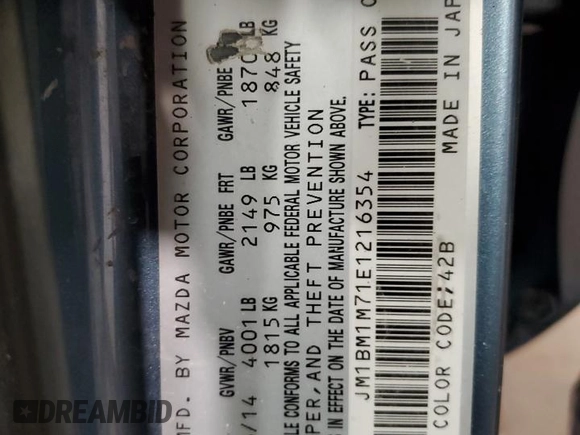 MFD. BY MAZDA MOTOR CORPORATION
GVWR/PNBV GAWR/PNBE FRT GAWR/PNBE
/14 4001 LB 2149 LB 1870 LB
1815 KG 975 KG 848 KG
CONFORMS TO ALL APPLICABLE FEDERAL MOTOR VEHICLE SAFETY
AND THEFT PREVENTION
IN EFFECT ON THE DATE OF MANUFACTURE SHOWN ABOVE.
JM1BM1M71E1216354 TYPE: PASS
COLOR CODE/42B MADE IN JAP
DREAMBID